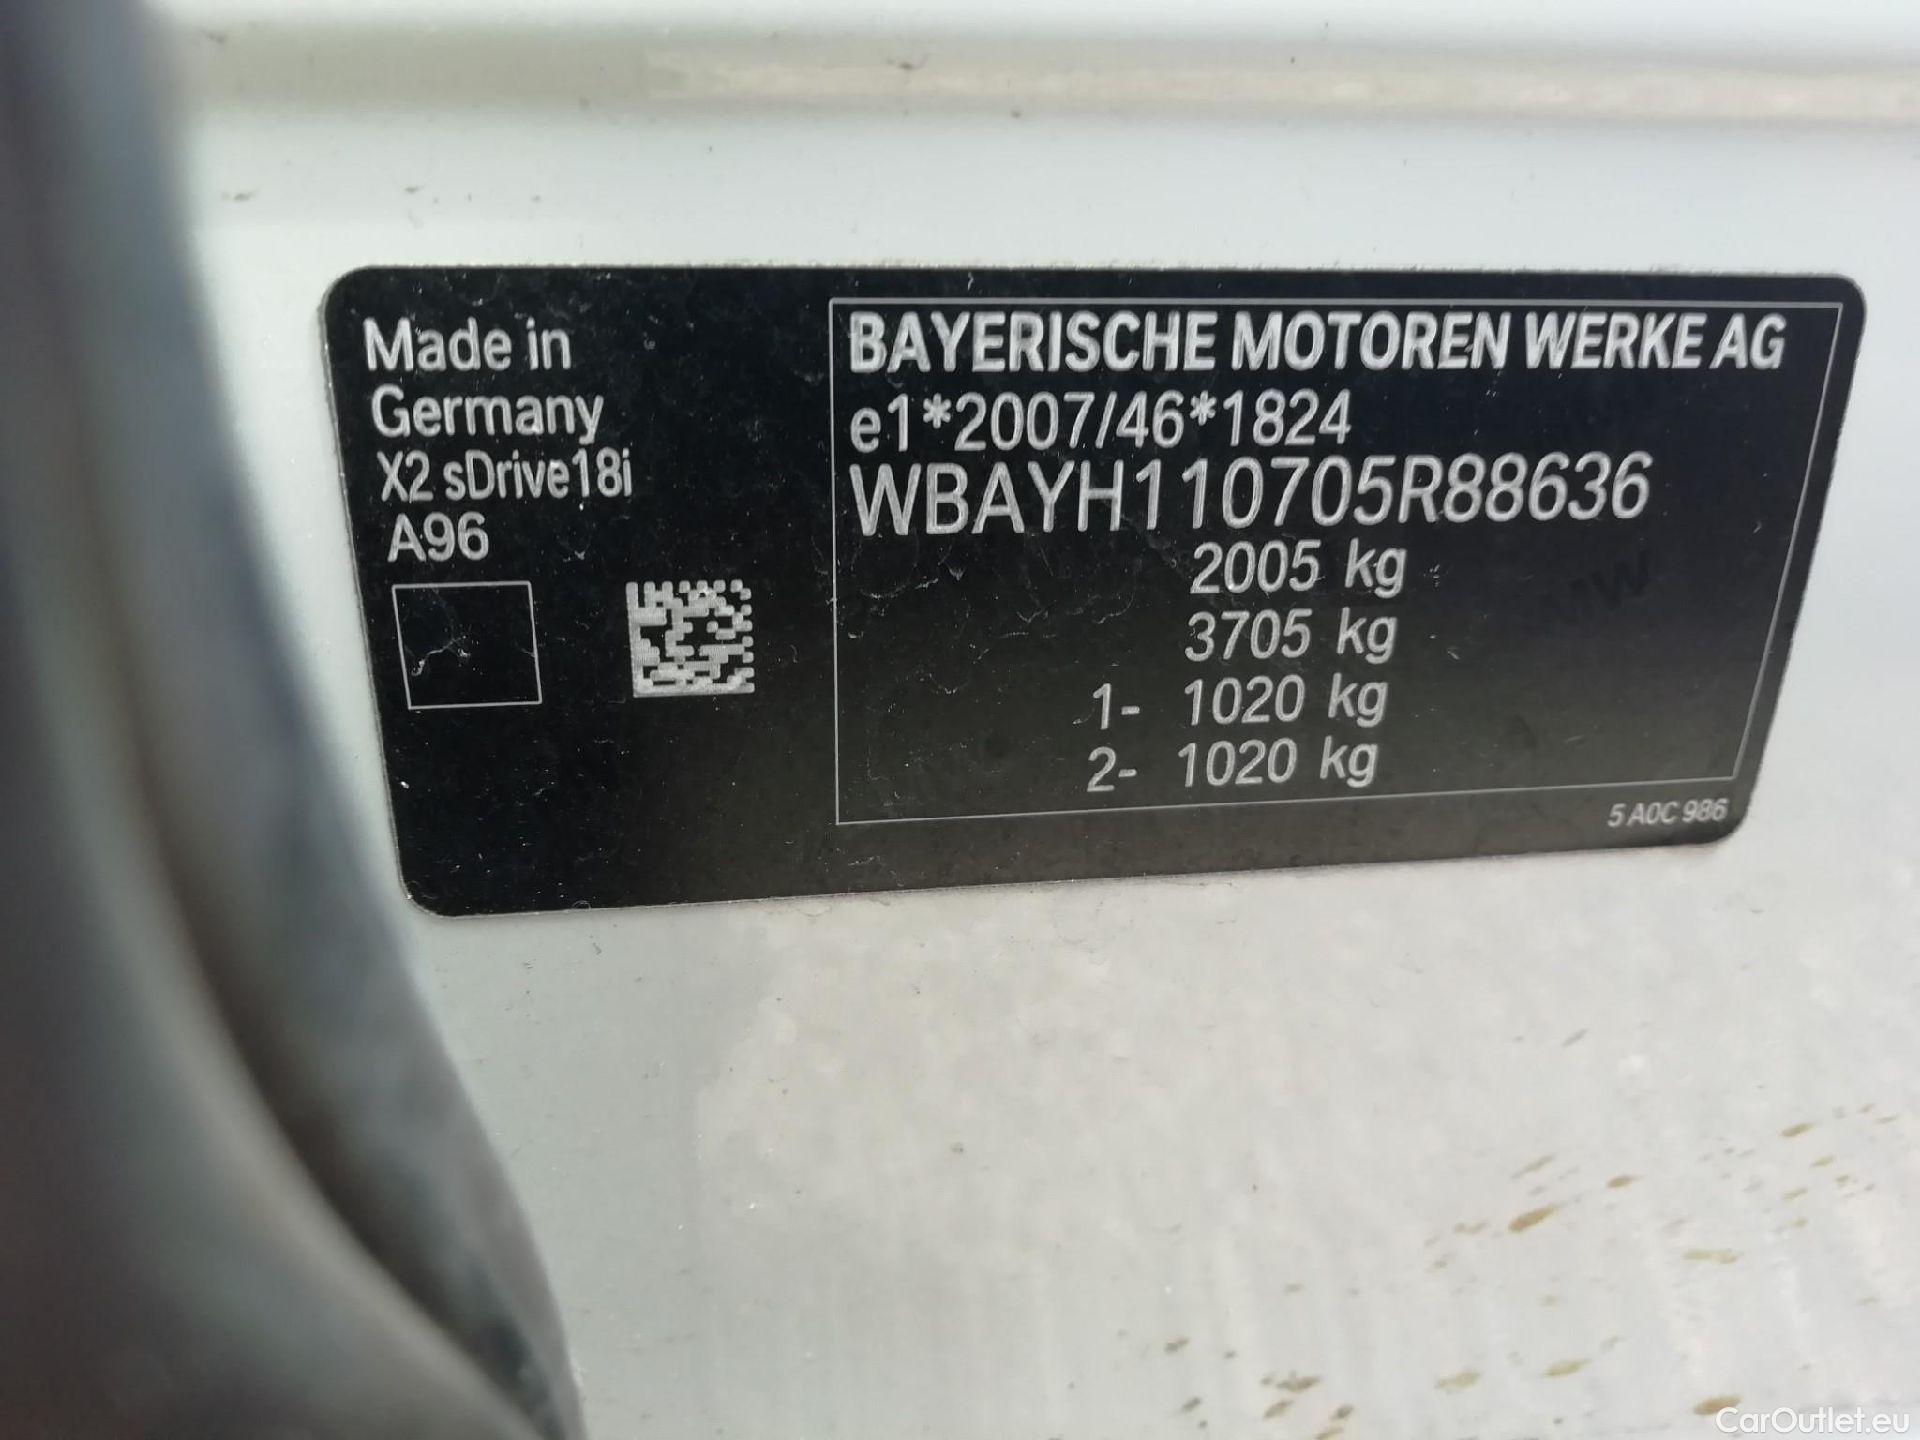 Made in
Germany
X2 sDrive18i
A96
BAYERISCHE MOTOREN WERKE AG
e1*2007/46*1824
WBAYH110705R88636
2005 kg
3705 kg
1- 1020 kg
2- 1020 kg
5 A0C 986
CarOutlet.eu